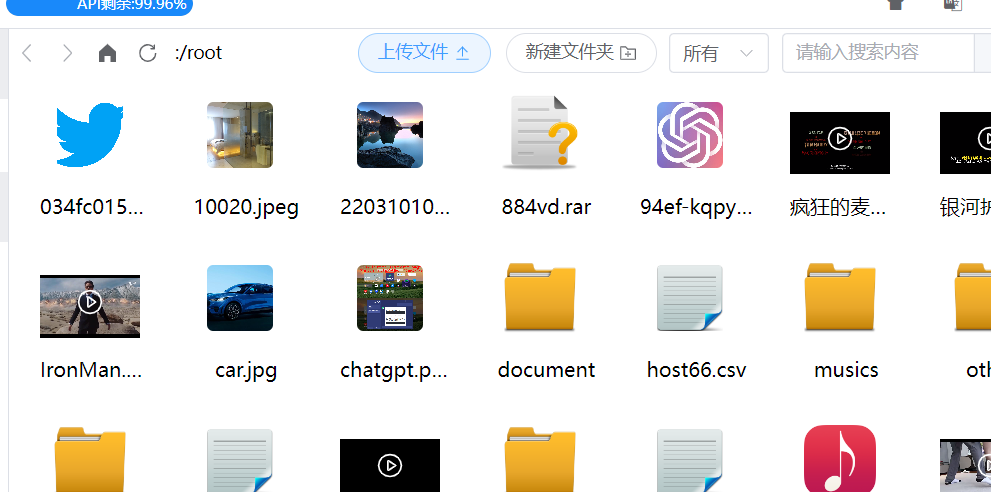 API剩余:99.96%
:/root
上传文件
新建文件夹
所有
请输入搜索内容
034fc015...
10020.jpeg
22031010...
884vd.rar
94ef-kqpy...
疯狂的麦...
银河护
IronMan....
car.jpg
chatgpt.p...
document
host66.csv
musics
oth